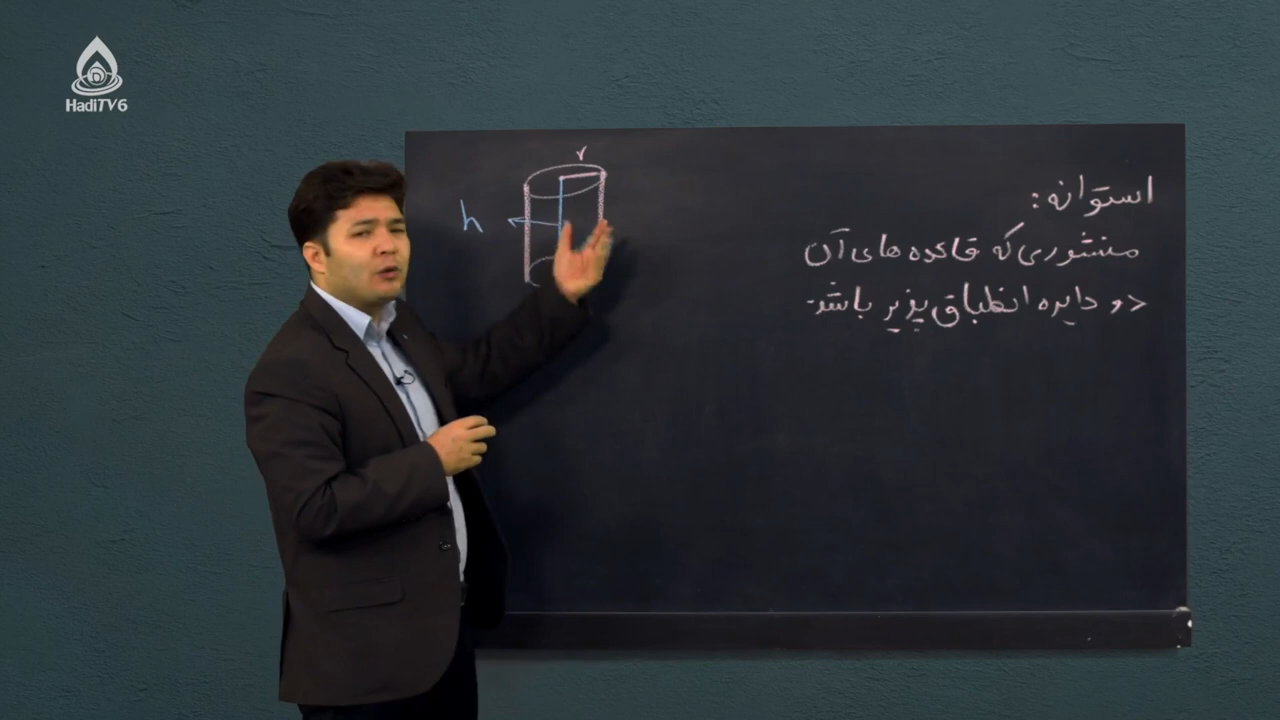 HadiTV6
r
h
استوانه:
منشوری که قاعده های آن
دو دایره انطباق پذیر باشد.